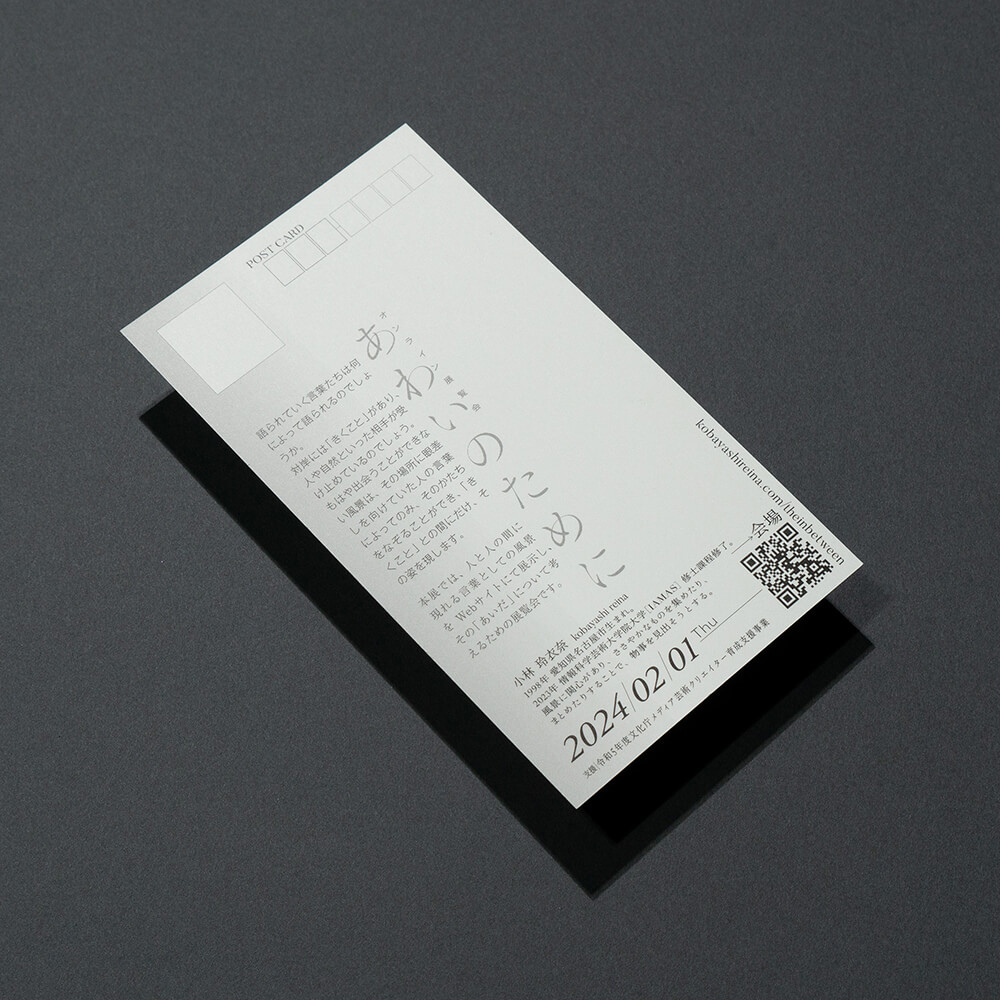 POST CARD
オンライン展覧会
あわいのために
語られていく言葉たちは何
によって語られるのでしょ
うか。
対岸には「きくこと」があり、
人や自然といった相手が受
け止めているのでしょう。
もはや出会うことができな
い風景は、その場所に眼差
しを向けていた人の言葉
によってのみ、そのかたち
をなぞることができ、「き
くこと」との間にだけ、そ
の姿を現します。
本展では、人と人の間に
現れる言葉としての風景
を Webサイトにて展示し、
その「あいだ」について考
えるための展覧会です。
小林 玲衣奈 kobayashi reina
1998年 愛知県名古屋市生まれ。
2023年 情報科学芸術大学院大学［IAMAS］修士課程修了。
風景に関心があり、ささやかなものを集めたり、
まとめたりすることで、物事を見出そうとする。
2024/02/01 Thu
→会場
kobayashireina.com/theinbetween
支援/令和5年度文化庁メディア芸術クリエイター育成支援事業